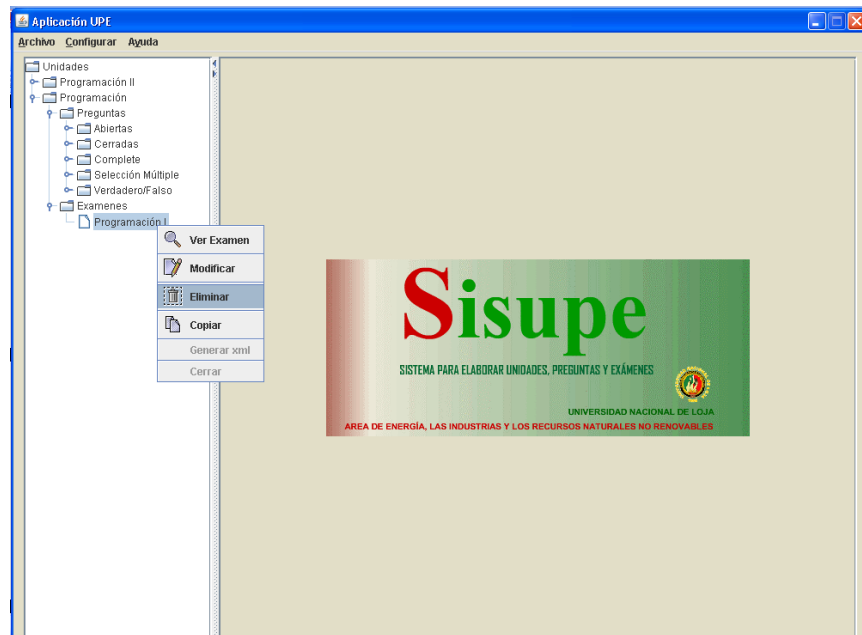 Aplicación UPE
Archivo Configurar Ayuda
Unidades
Programación II
Programación
Preguntas
Abiertas
Cerradas
Complete
Selección Múltiple
Verdadero/Falso
Examenes
Programación I
Ver Examen
Modificar
Eliminar
Copiar
Generar xml
Cerrar
Sisupe
SISTEMA PARA ELABORAR UNIDADES, PREGUNTAS Y EXÁMENES
UNIVERSIDAD NACIONAL DE LOJA
AREA DE ENERGÍA, LAS INDUSTRIAS Y LOS RECURSOS NATURALES NO RENOVABLES